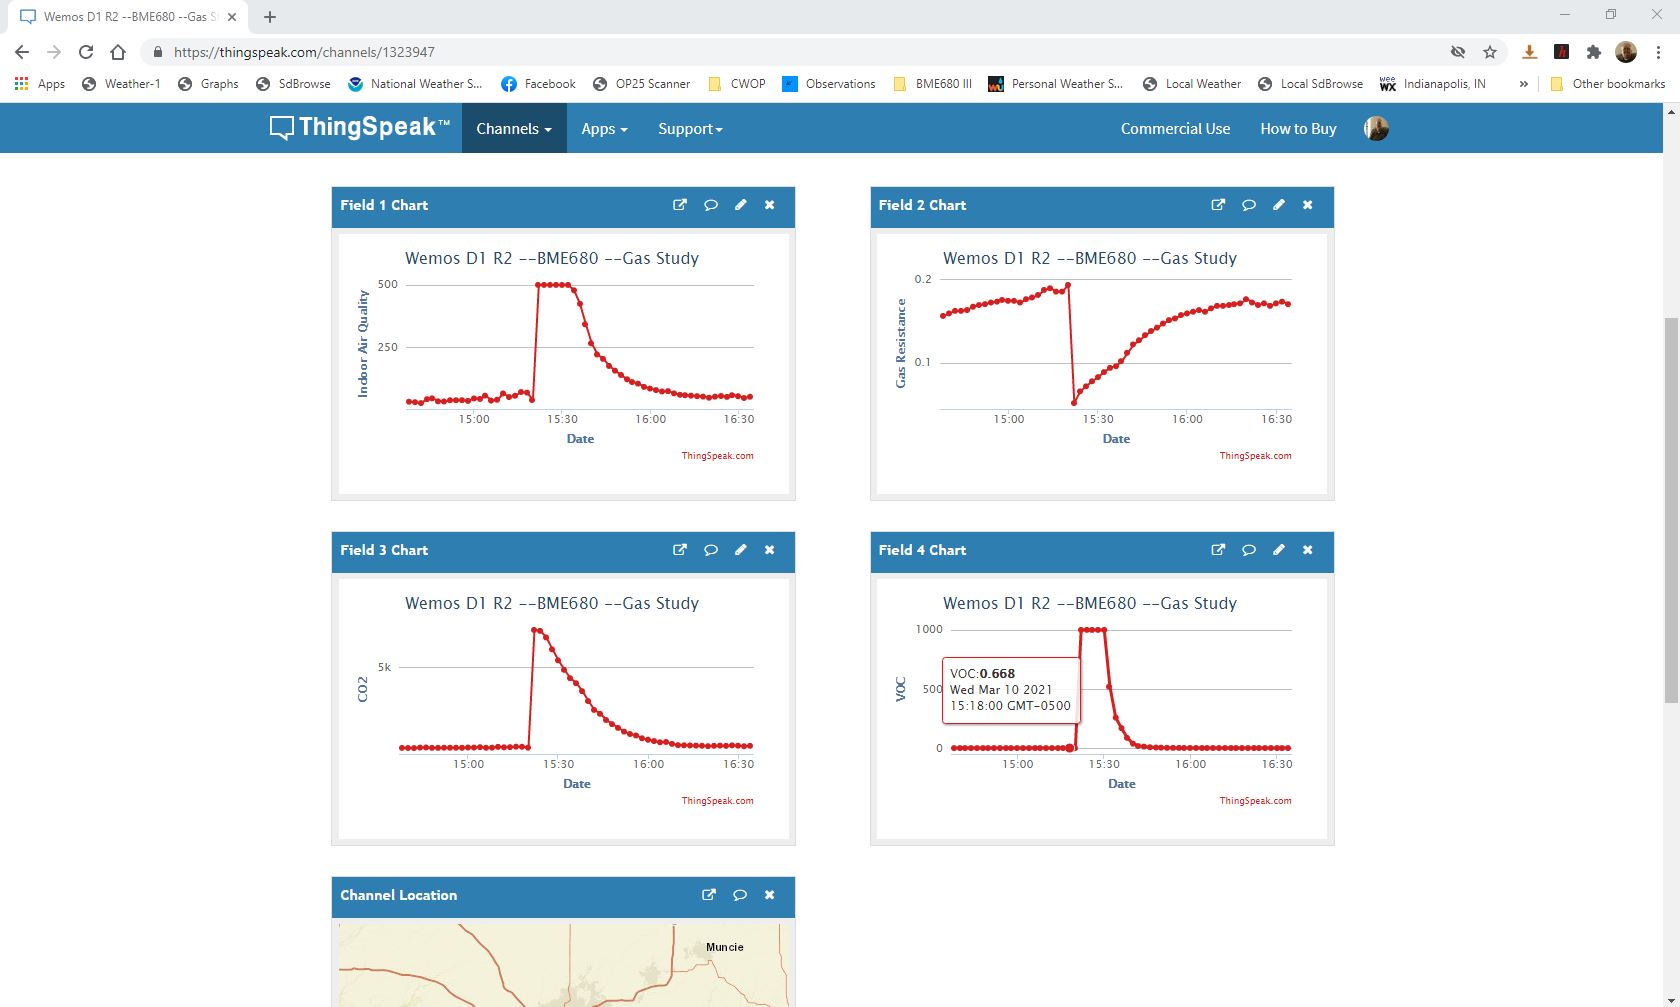 Wemos D1 R2 --BME680 --Gas S
https://thingspeak.com/channels/1323947
Apps Weather-1 Graphs SdBrowse National Weather S... Facebook OP25 Scanner CWOP Observations BME680 III Personal Weather S... Local Weather Local SdBrowse wee WX Indianapolis, IN » Other bookmarks
ThingSpeak™ Channels Apps Support Commercial Use How to Buy
Field 1 Chart
Wemos D1 R2 --BME680 --Gas Study
Indoor Air Quality
500
250
15:00 15:30 16:00 16:30
Date
ThingSpeak.com
Field 2 Chart
Wemos D1 R2 --BME680 --Gas Study
Gas Resistance
0.2
0.1
15:00 15:30 16:00 16:30
Date
ThingSpeak.com
Field 3 Chart
Wemos D1 R2 --BME680 --Gas Study
CO2
5k
15:00 15:30 16:00 16:30
Date
ThingSpeak.com
Field 4 Chart
Wemos D1 R2 --BME680 --Gas Study
VOC
1000
500
0
VOC:0.668
Wed Mar 10 2021
15:18:00 GMT-0500
15:00 15:30 16:00 16:30
Date
ThingSpeak.com
Channel Location
Muncie